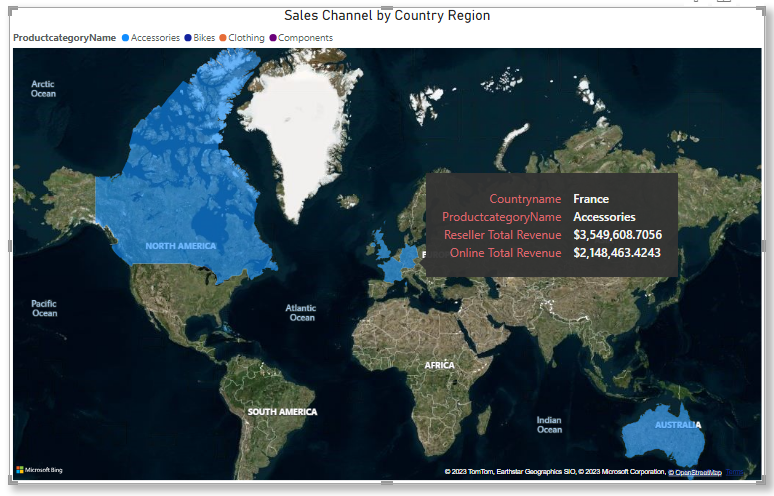 Sales Channel by Country Region
ProductcategoryName Accessories Bikes Clothing Components
Arctic
Ocean
Countryname France
ProductcategoryName Accessories
Reseller Total Revenue $3,549,608.7056
Online Total Revenue $2,148,463.4243
NORTH AMERICA
Pacific
Ocean
Atlantic
Ocean
AFRICA
SOUTH AMERICA
Indian
Ocean
AUSTRALIA
Microsoft Bing
© 2023 TomTom, Earthstar Geographics SIO, © 2023 Microsoft Corporation, © OpenStreetMap